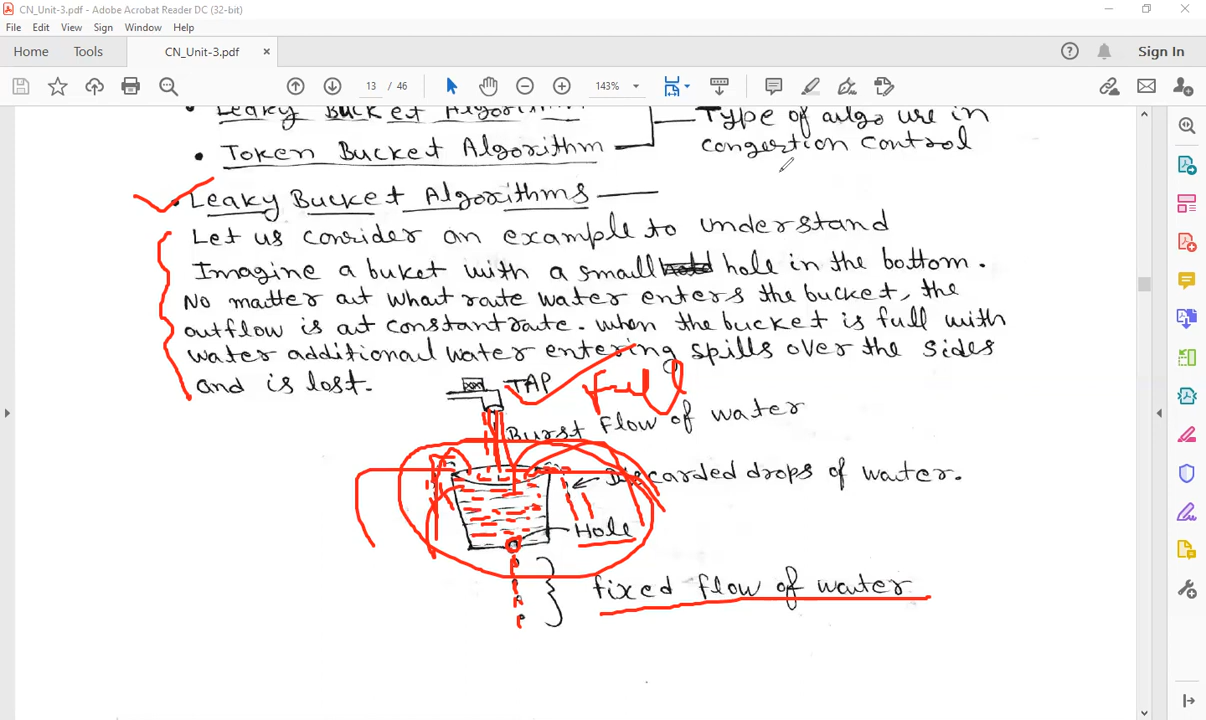 CN_Unit-3.pdf - Adobe Acrobat Reader DC (32-bit)
File Edit View Sign Window Help
Home Tools CN_Unit-3.pdf × Sign In
13 / 46 143%
• Leaky Bucket Algorithm
Type of algo use in
• Token Bucket Algorithm
congestion control
• Leaky Bucket Algorithms
Let us consider an example to understand
Imagine a buket with a small hole in the bottom.
No matter at what rate water enters the bucket, the
outflow is at constant rate. when the bucket is full with
water additionail water entering spills over the sides
and is lost.
TAP
Full
Burst flow of water
Discarded drops of water.
Hole
fixed flow of water